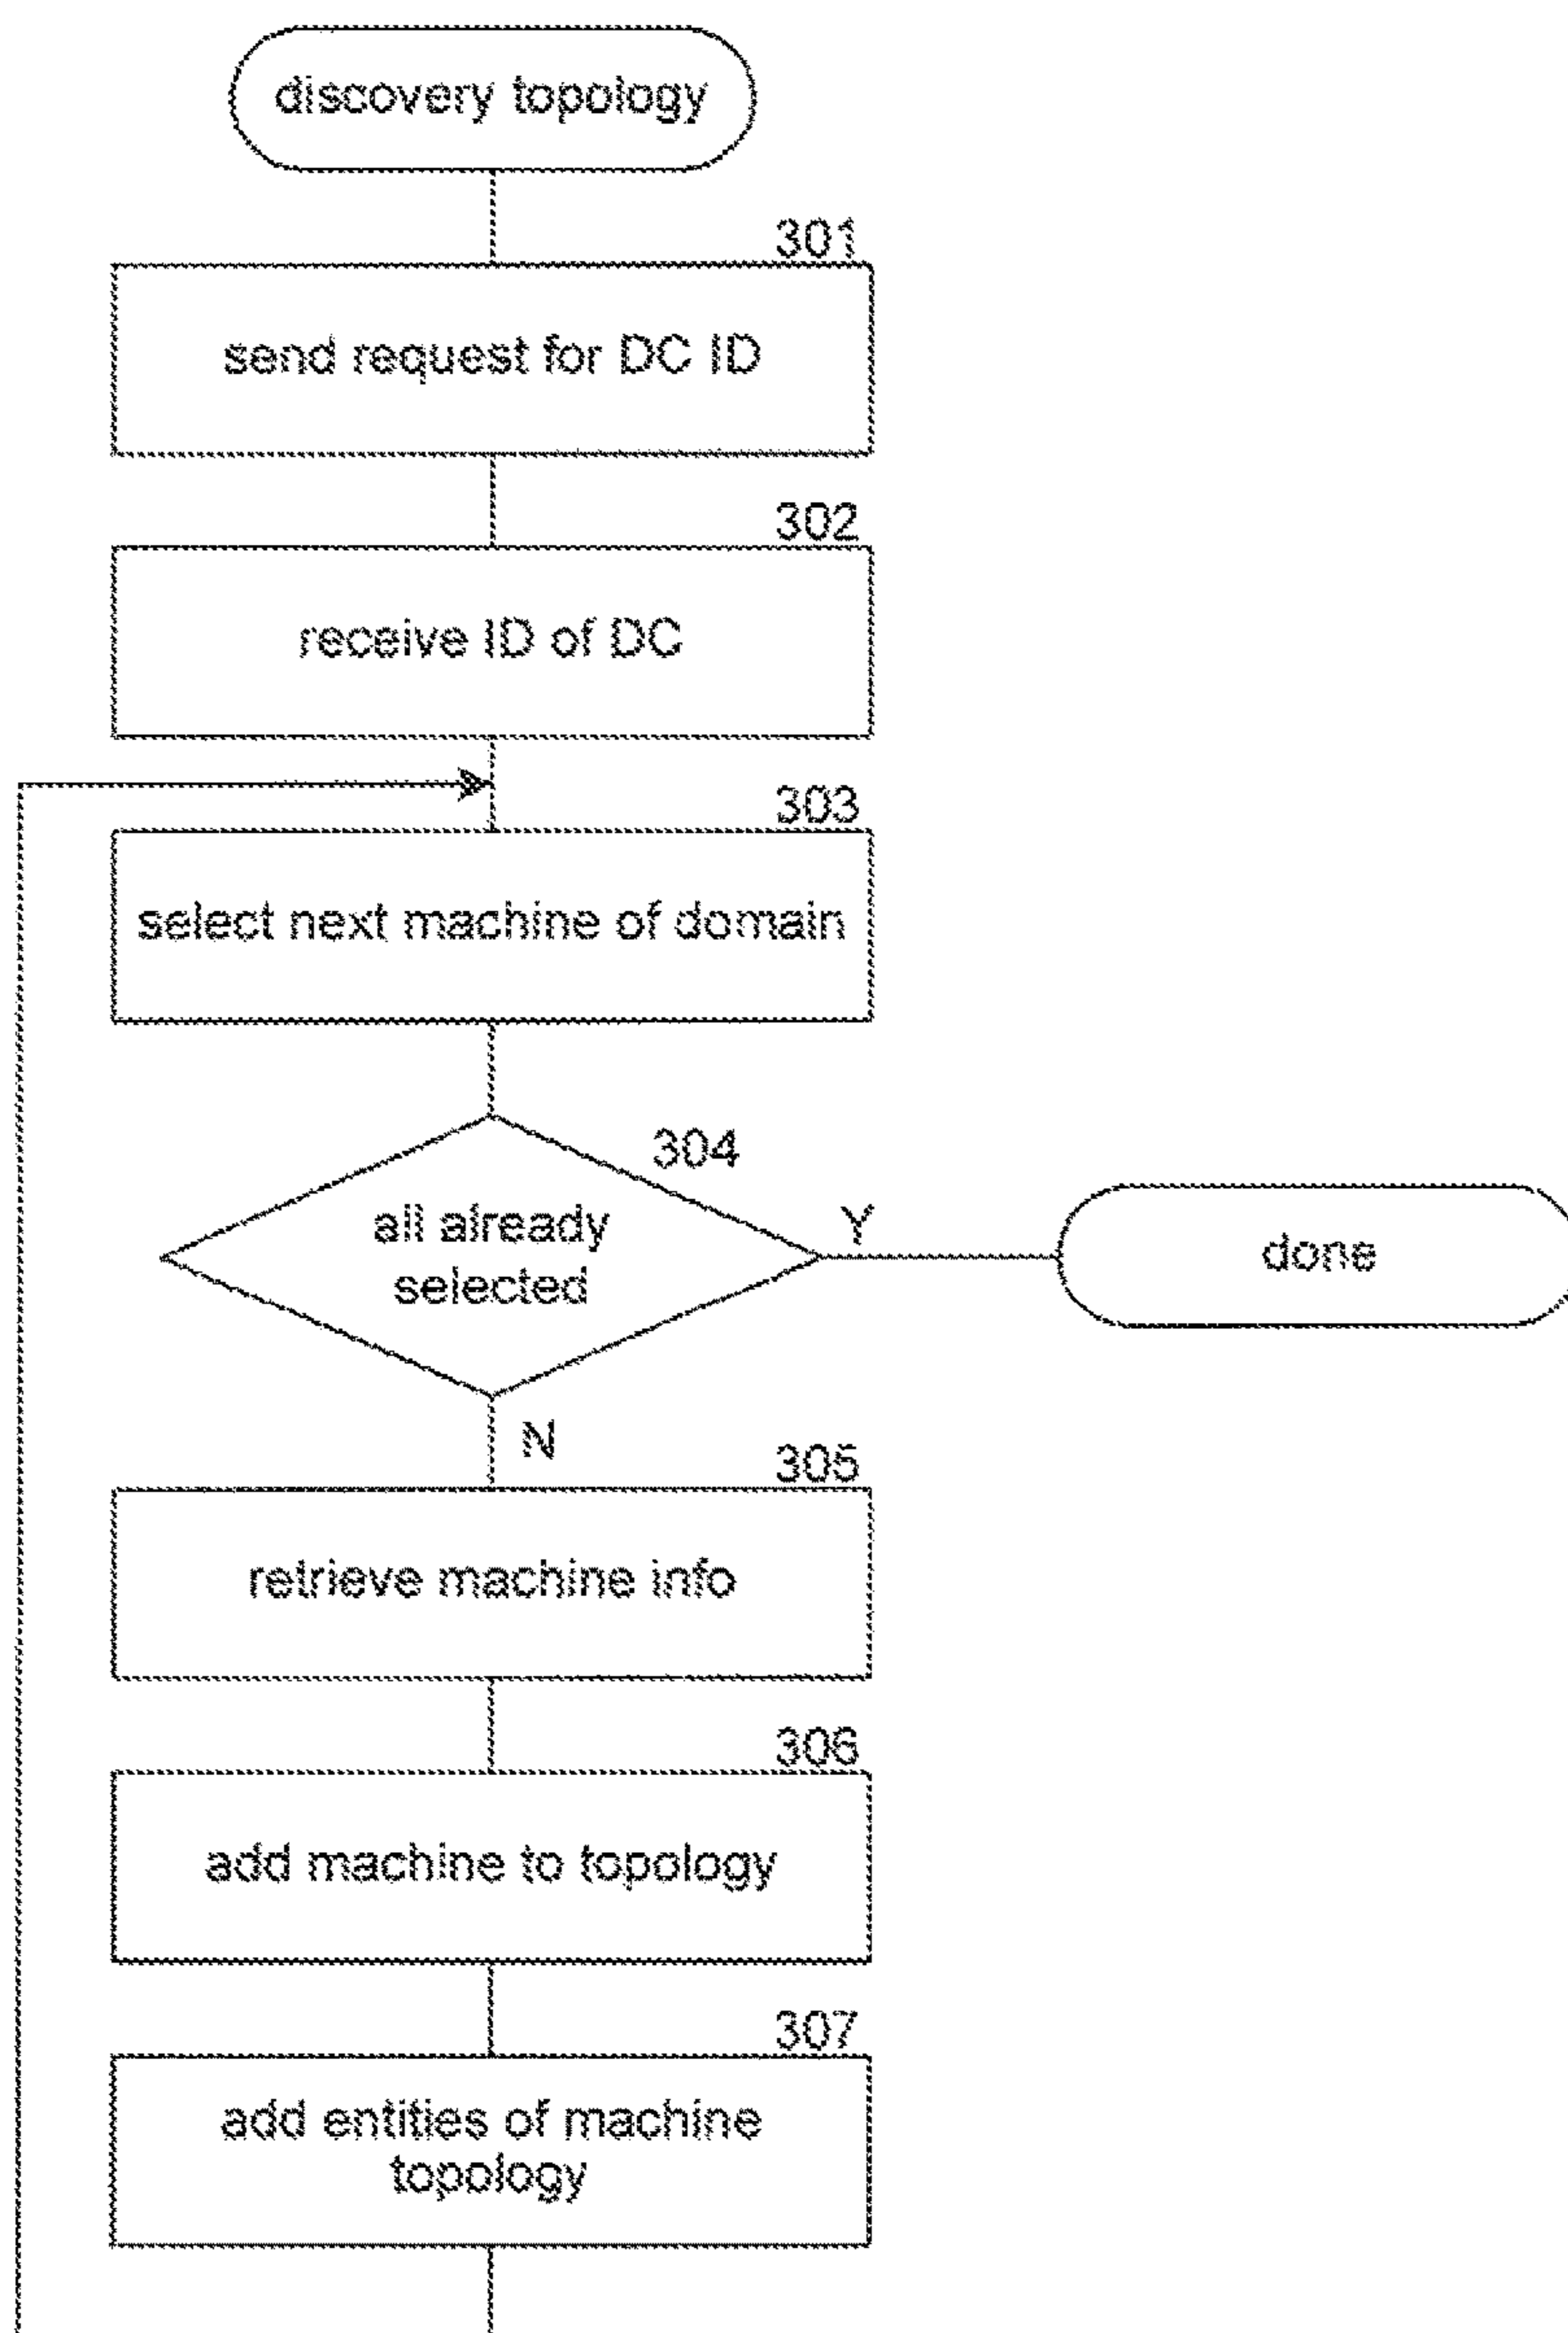 discovery topology
301
send request for DC ID
302
receive ID of DC
303
select next machine of domain
304
all already
selected
Y
done
N
305
retrieve machine info
306
add machine to topology
307
add entities of machine
topology